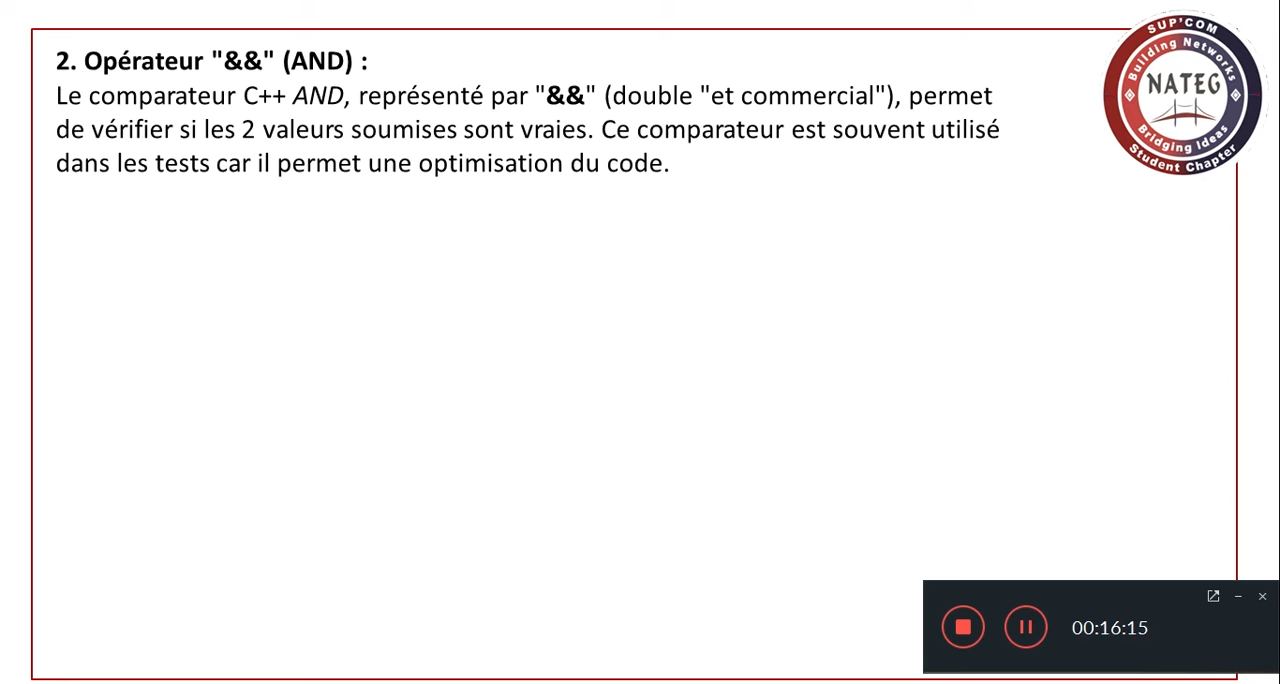 2. Opérateur "&&" (AND) :
Le comparateur C++ AND, représenté par "&&" (double "et commercial"), permet
de vérifier si les 2 valeurs soumises sont vraies. Ce comparateur est souvent utilisé
dans les tests car il permet une optimisation du code.
SUP'COM
Building Networks
NATEG
Bridging Ideas
Student Chapter
00:16:15